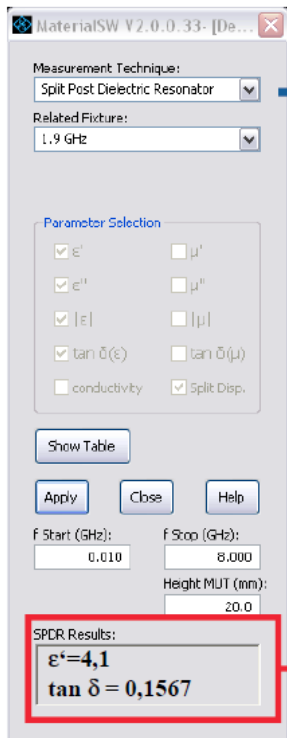 MaterialSW V2.0.0.33- [De...
Measurement Technique:
Split Post Dielectric Resonator
Related Fixture:
1.9 GHz
Parameter Selection
ε' μ'
ε" μ"
|ε| |μ|
tan δ(ε) tan δ(μ)
conductivity Split Disp.
Show Table
Apply Close Help
f Start (GHz): f Stop (GHz):
0.010 8.000
Height MUT (mm):
20.0
SPDR Results:
ε‘=4,1
tan δ = 0,1567